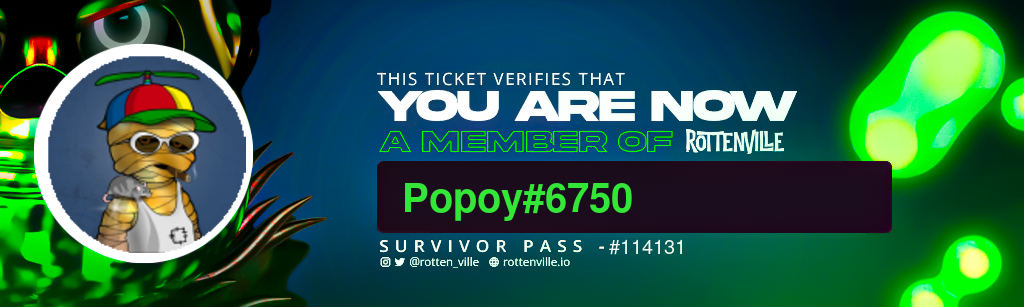 THIS TICKET VERIFIES THAT
YOU ARE NOW
A MEMBER OF ROTTENVILLE
Popoy#6750
SURVIVOR PASS - #114131
@rotten_ville rottenville.io